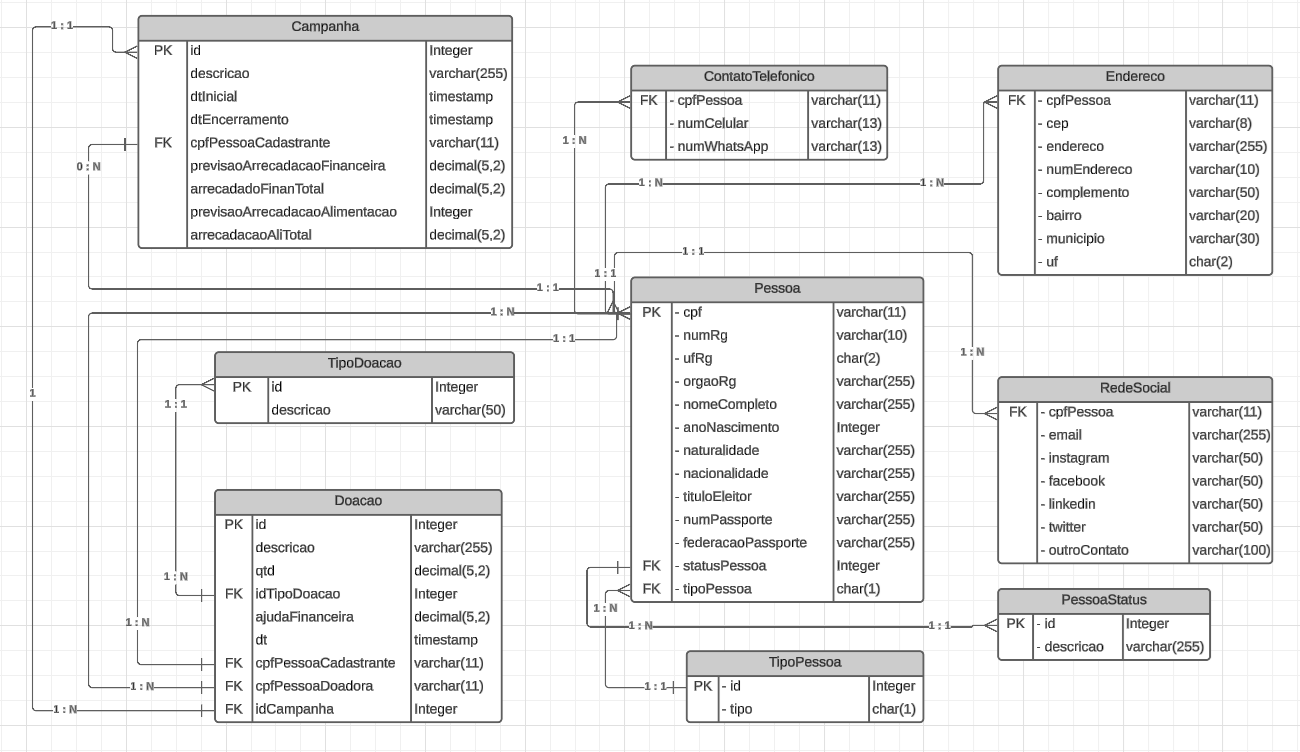 Campanha
PK id Integer
descricao varchar(255)
dtInicial timestamp
dtEncerramento timestamp
FK cpfPessoaCadastrante varchar(11)
previsaoArrecadacaoFinanceira decimal(5,2)
arrecadadoFinanTotal decimal(5,2)
previsaoArrecadacaoAlimentacao Integer
arrecadacaoAliTotal decimal(5,2)
1 : 1
0 : N
ContatoTelefonico
FK - cpfPessoa varchar(11)
- numCelular varchar(13)
- numWhatsApp varchar(13)
1 : N
1 : N
1 : N
Endereco
FK - cpfPessoa varchar(11)
- cep varchar(8)
- endereco varchar(255)
- numEndereco varchar(10)
- complemento varchar(50)
- bairro varchar(20)
- municipio varchar(30)
- uf char(2)
1 : 1
1 : 1
1 : 1
1 : N
1 : 1
Pessoa
PK - cpf varchar(11)
- numRg varchar(10)
- ufRg char(2)
- orgaoRg varchar(255)
- nomeCompleto varchar(255)
- anoNascimento Integer
- naturalidade varchar(255)
- nacionalidade varchar(255)
- tituloEleitor varchar(255)
- numPassporte varchar(255)
- federacaoPassporte varchar(255)
FK - statusPessoa Integer
FK - tipoPessoa char(1)
1 : N
TipoDoacao
PK id Integer
descricao varchar(50)
1 : 1
1
RedeSocial
FK - cpfPessoa varchar(11)
- email varchar(255)
- instagram varchar(50)
- facebook varchar(50)
- linkedin varchar(50)
- twitter varchar(50)
- outroContato varchar(100)
Doacao
PK id Integer
descricao varchar(255)
qtd decimal(5,2)
FK idTipoDoacao Integer
ajudaFinanceira decimal(5,2)
dt timestamp
FK cpfPessoaCadastrante varchar(11)
FK cpfPessoaDoadora varchar(11)
FK idCampanha Integer
1 : N
1 : N
1 : N
1 : N
1 : N
1 : N
1 : 1
PessoaStatus
PK - id Integer
- descricao varchar(255)
TipoPessoa
PK - id Integer
- tipo char(1)
1 : 1